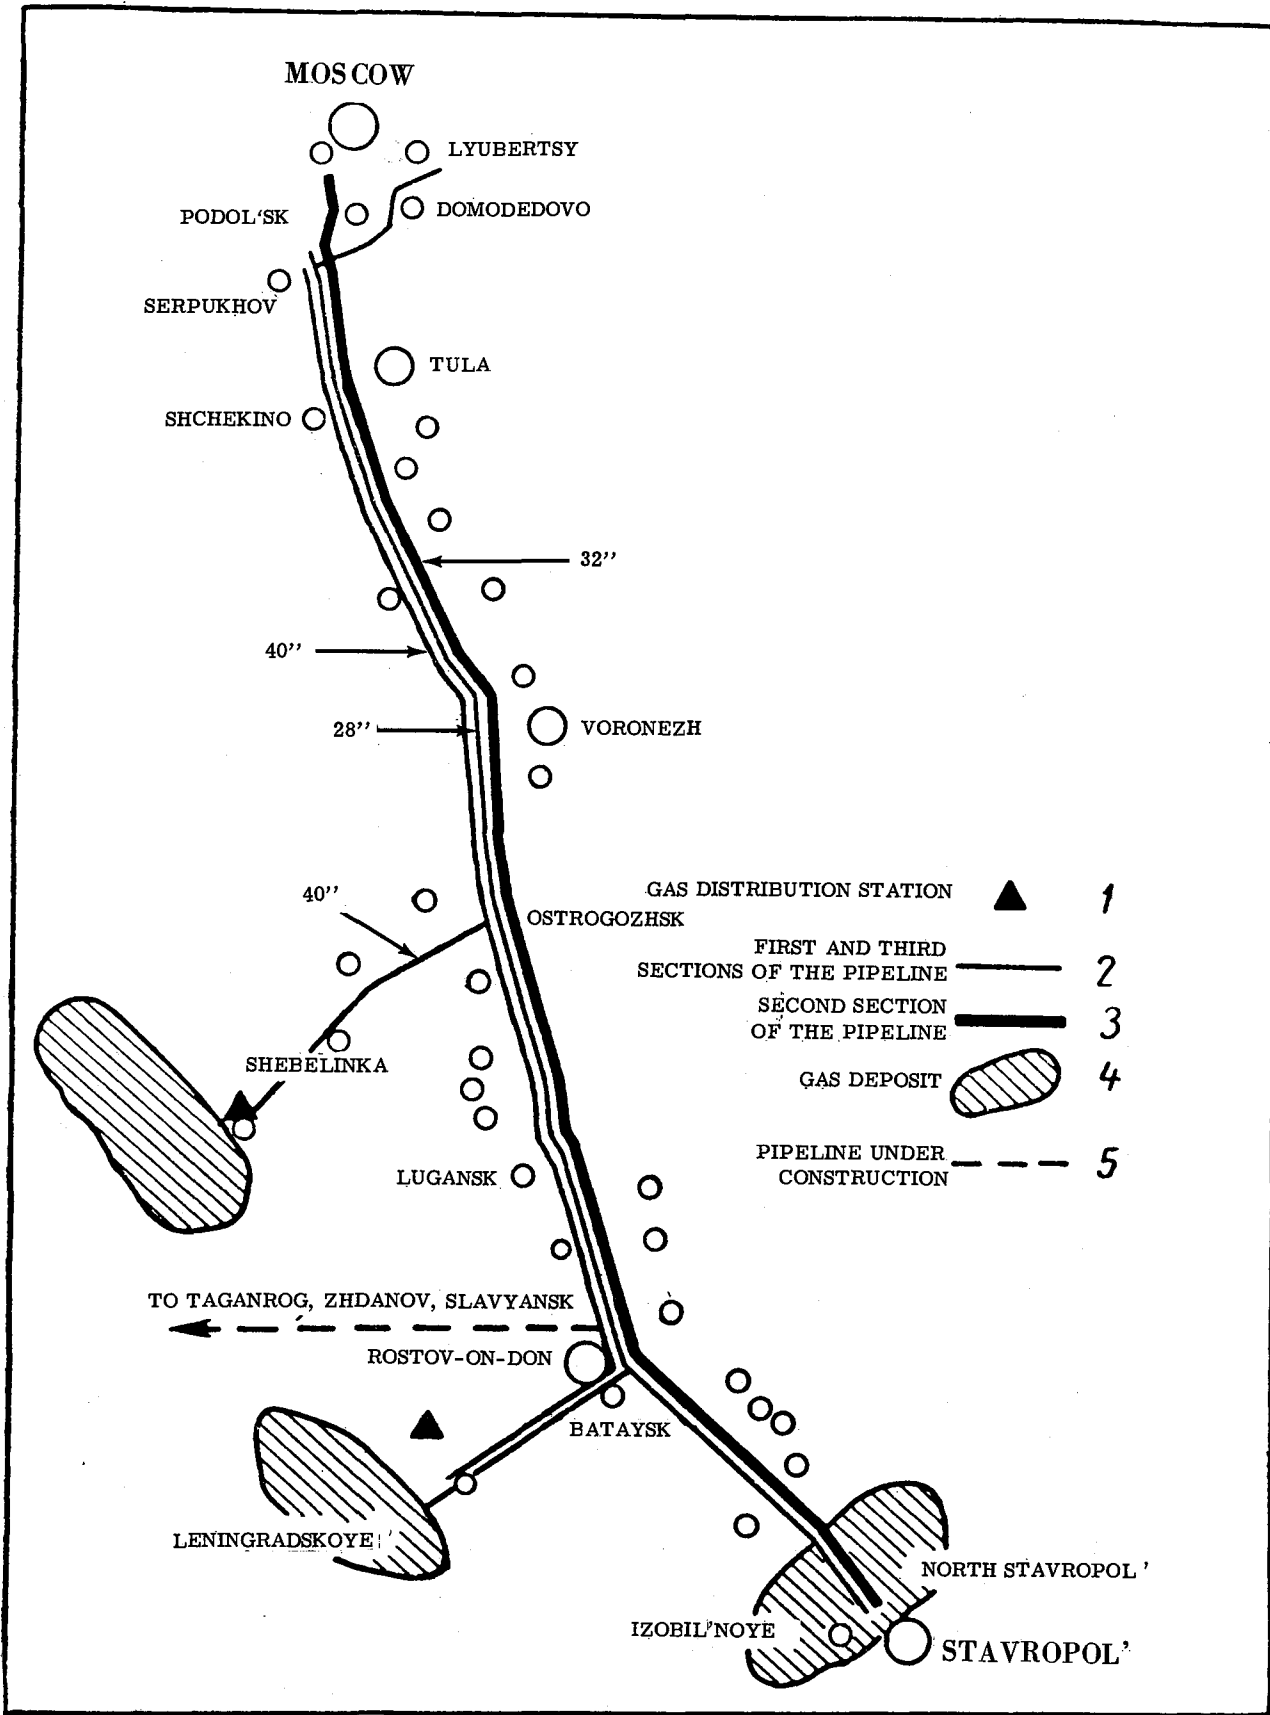 MOSCOW
LYUBERTSY
PODOL'SK
DOMODEDOVO
SERPUKHOV
TULA
SHCHEKINO
32''
40''
28''
VORONEZH
40''
GAS DISTRIBUTION STATION 1
OSTROGOZHSK
FIRST AND THIRD
SECTIONS OF THE PIPELINE 2
SECOND SECTION
OF THE PIPELINE 3
SHEBELINKA
GAS DEPOSIT 4
PIPELINE UNDER
CONSTRUCTION 5
LUGANSK
TO TAGANROG, ZHDANOV, SLAVYANSK
ROSTOV-ON-DON
BATAYSK
LENINGRADSKOYE
NORTH STAVROPOL'
IZOBIL'NOYE
STAVROPOL'